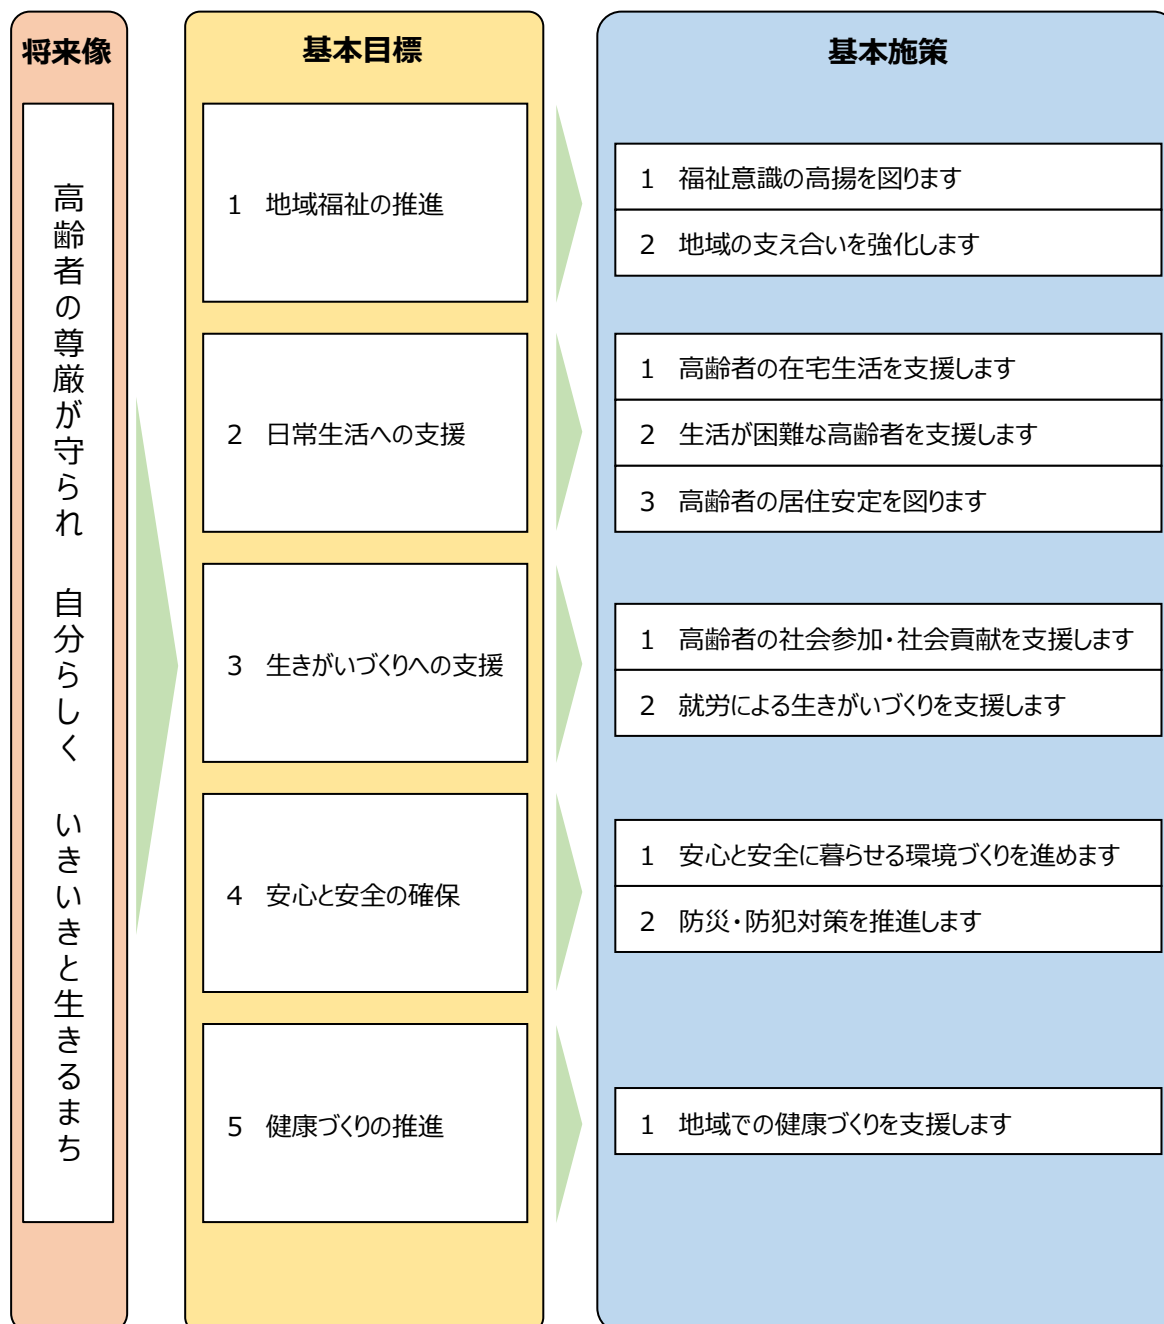 将来像
高齢者の尊厳が守られ　自分らしく　いきいきと生きるまち
基本目標
1　地域福祉の推進
2　日常生活への支援
3　生きがいづくりへの支援
4　安心と安全の確保
5　健康づくりの推進
基本施策
1　福祉意識の高揚を図ります
2　地域の支え合いを強化します
1　高齢者の在宅生活を支援します
2　生活が困難な高齢者を支援します
3　高齢者の居住安定を図ります
1　高齢者の社会参加・社会貢献を支援します
2　就労による生きがいづくりを支援します
1　安心と安全に暮らせる環境づくりを進めます
2　防災・防犯対策を推進します
1　地域での健康づくりを支援します